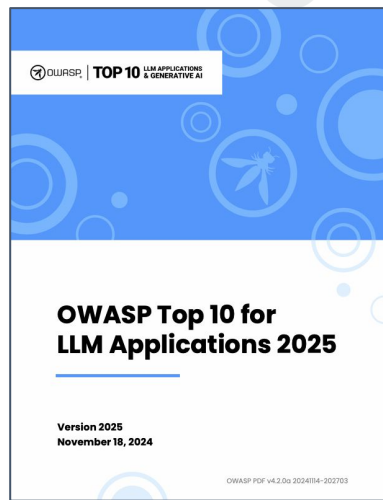 OWASP | TOP 10 LLM APPLICATIONS
& GENERATIVE AI
OWASP Top 10 for
LLM Applications 2025
Version 2025
November 18, 2024
OWASP PDF v4.2.0a 20241114-202703